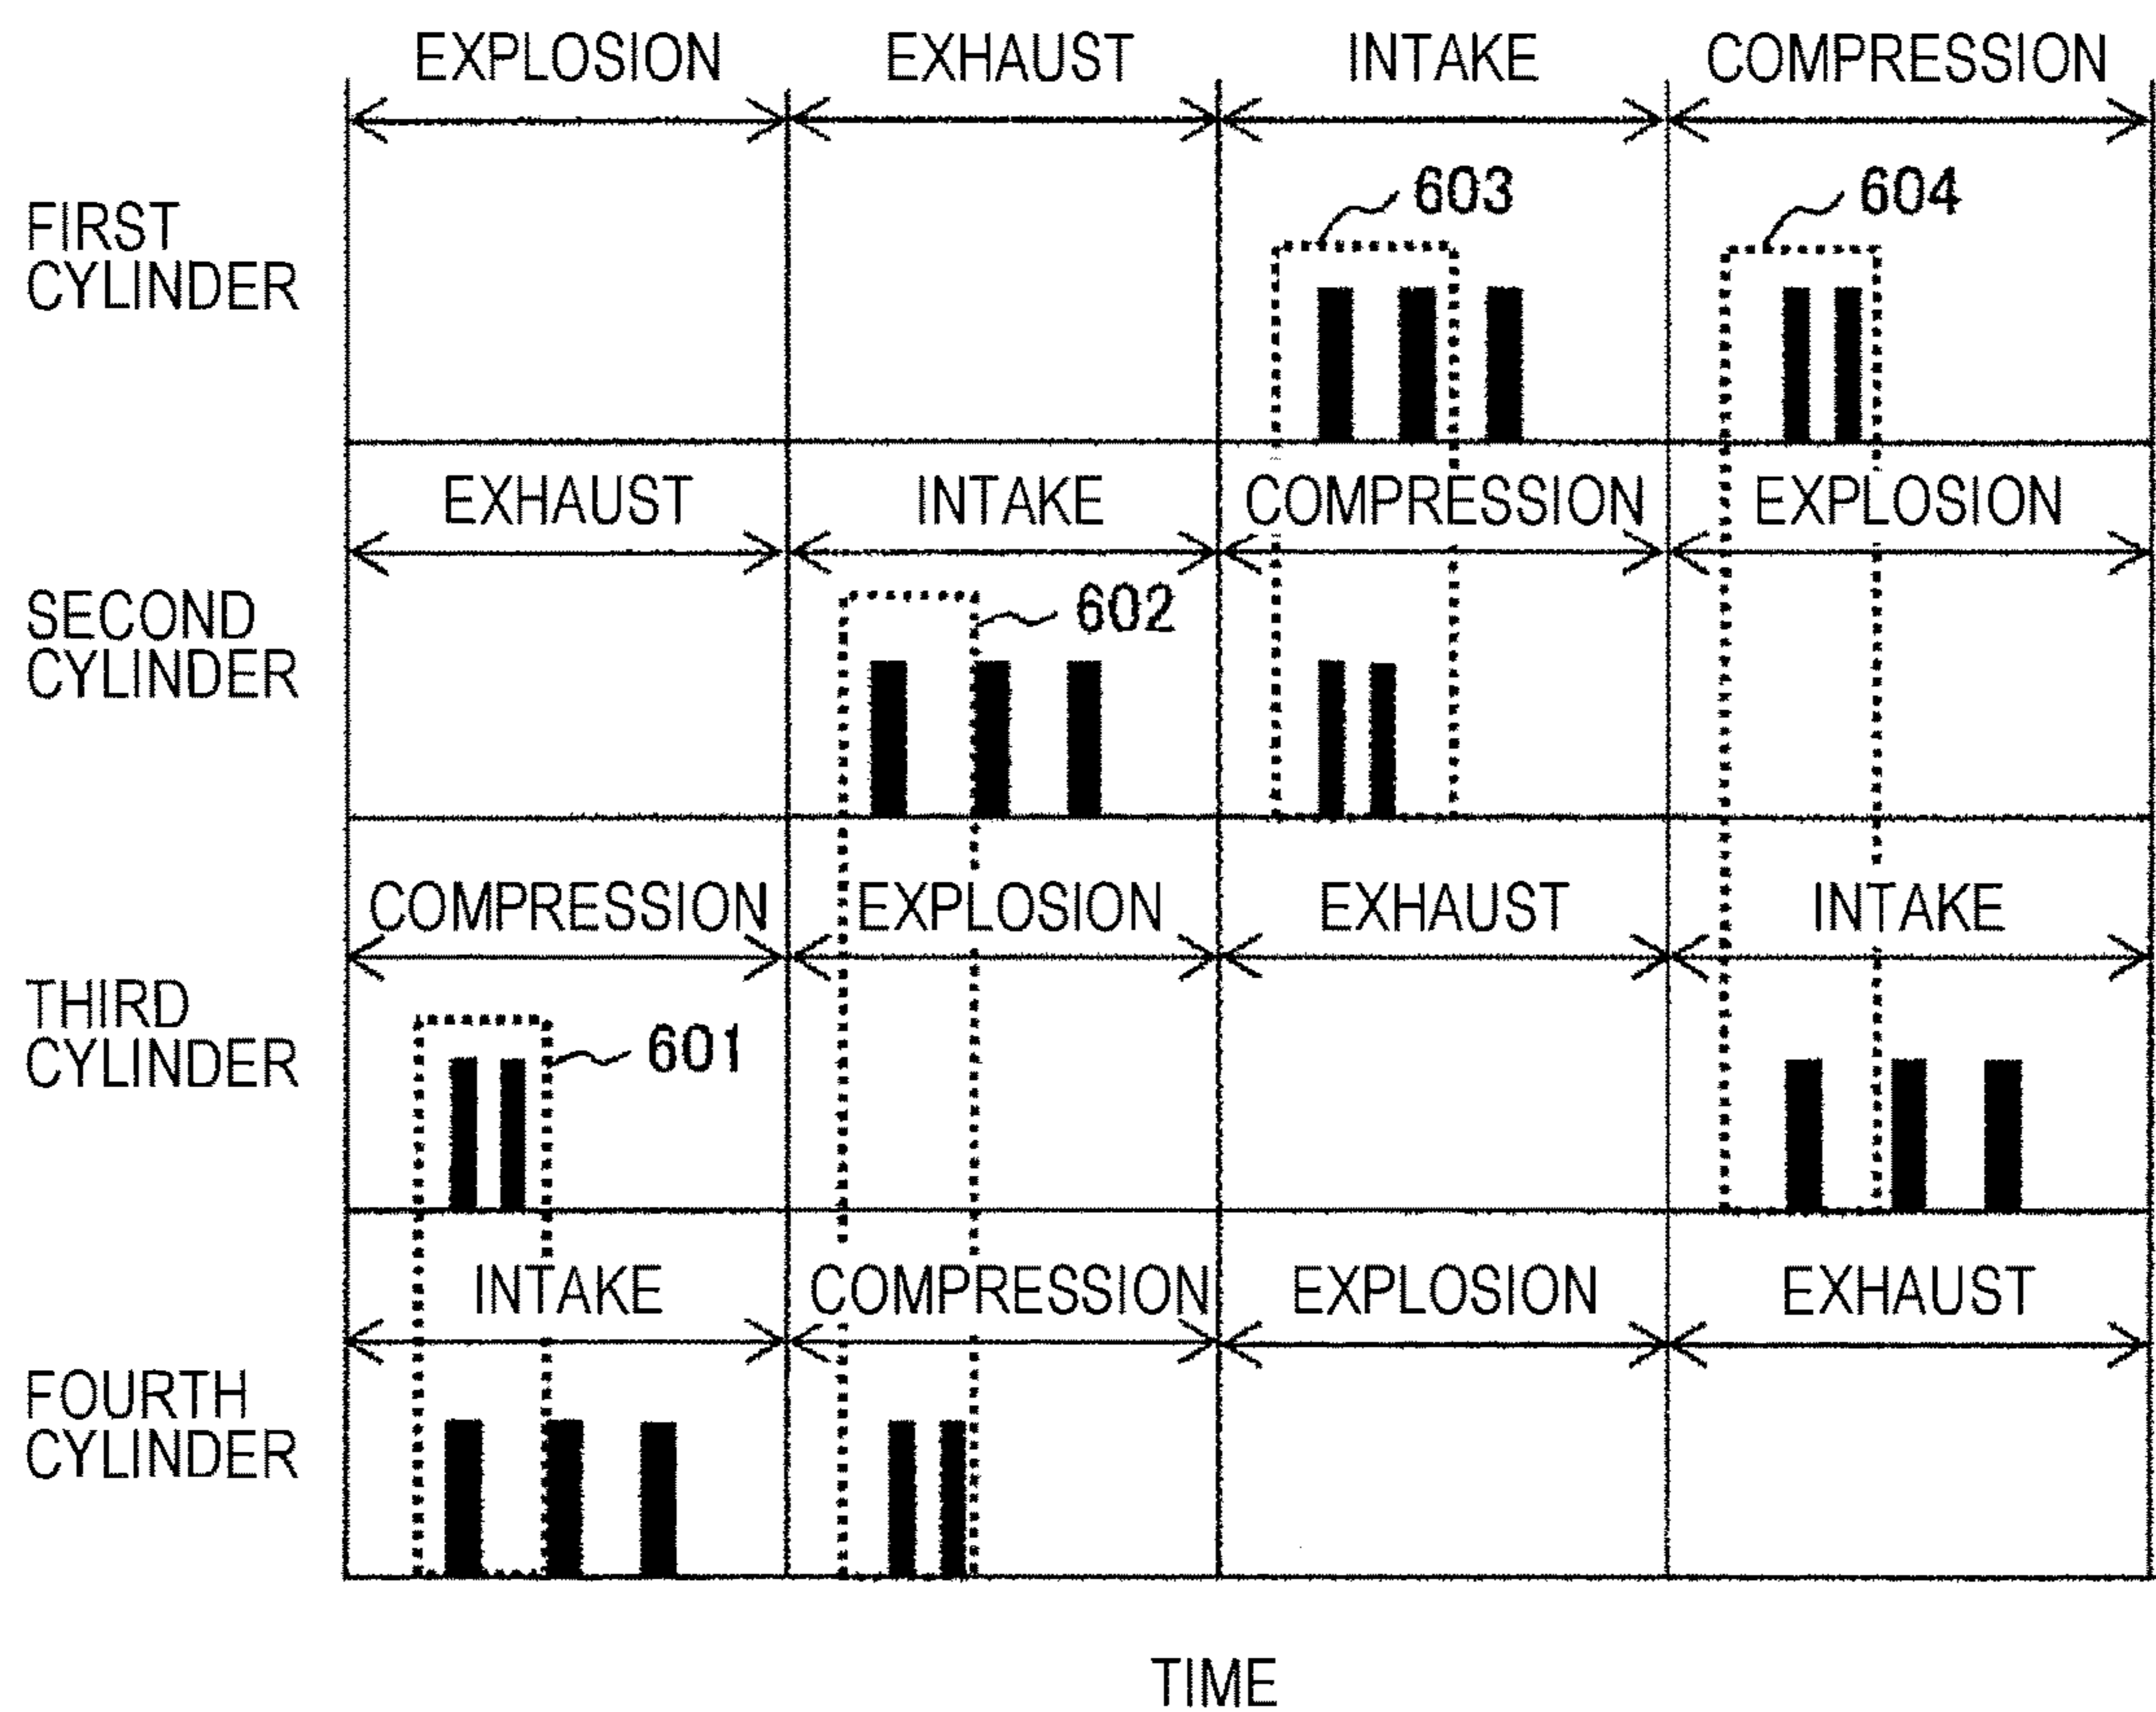 EXPLOSION EXHAUST INTAKE COMPRESSION
603 604
FIRST
CYLINDER
EXHAUST INTAKE COMPRESSION EXPLOSION
602
SECOND
CYLINDER
COMPRESSION EXPLOSION EXHAUST INTAKE
601
THIRD
CYLINDER
INTAKE COMPRESSION EXPLOSION EXHAUST
FOURTH
CYLINDER
TIME